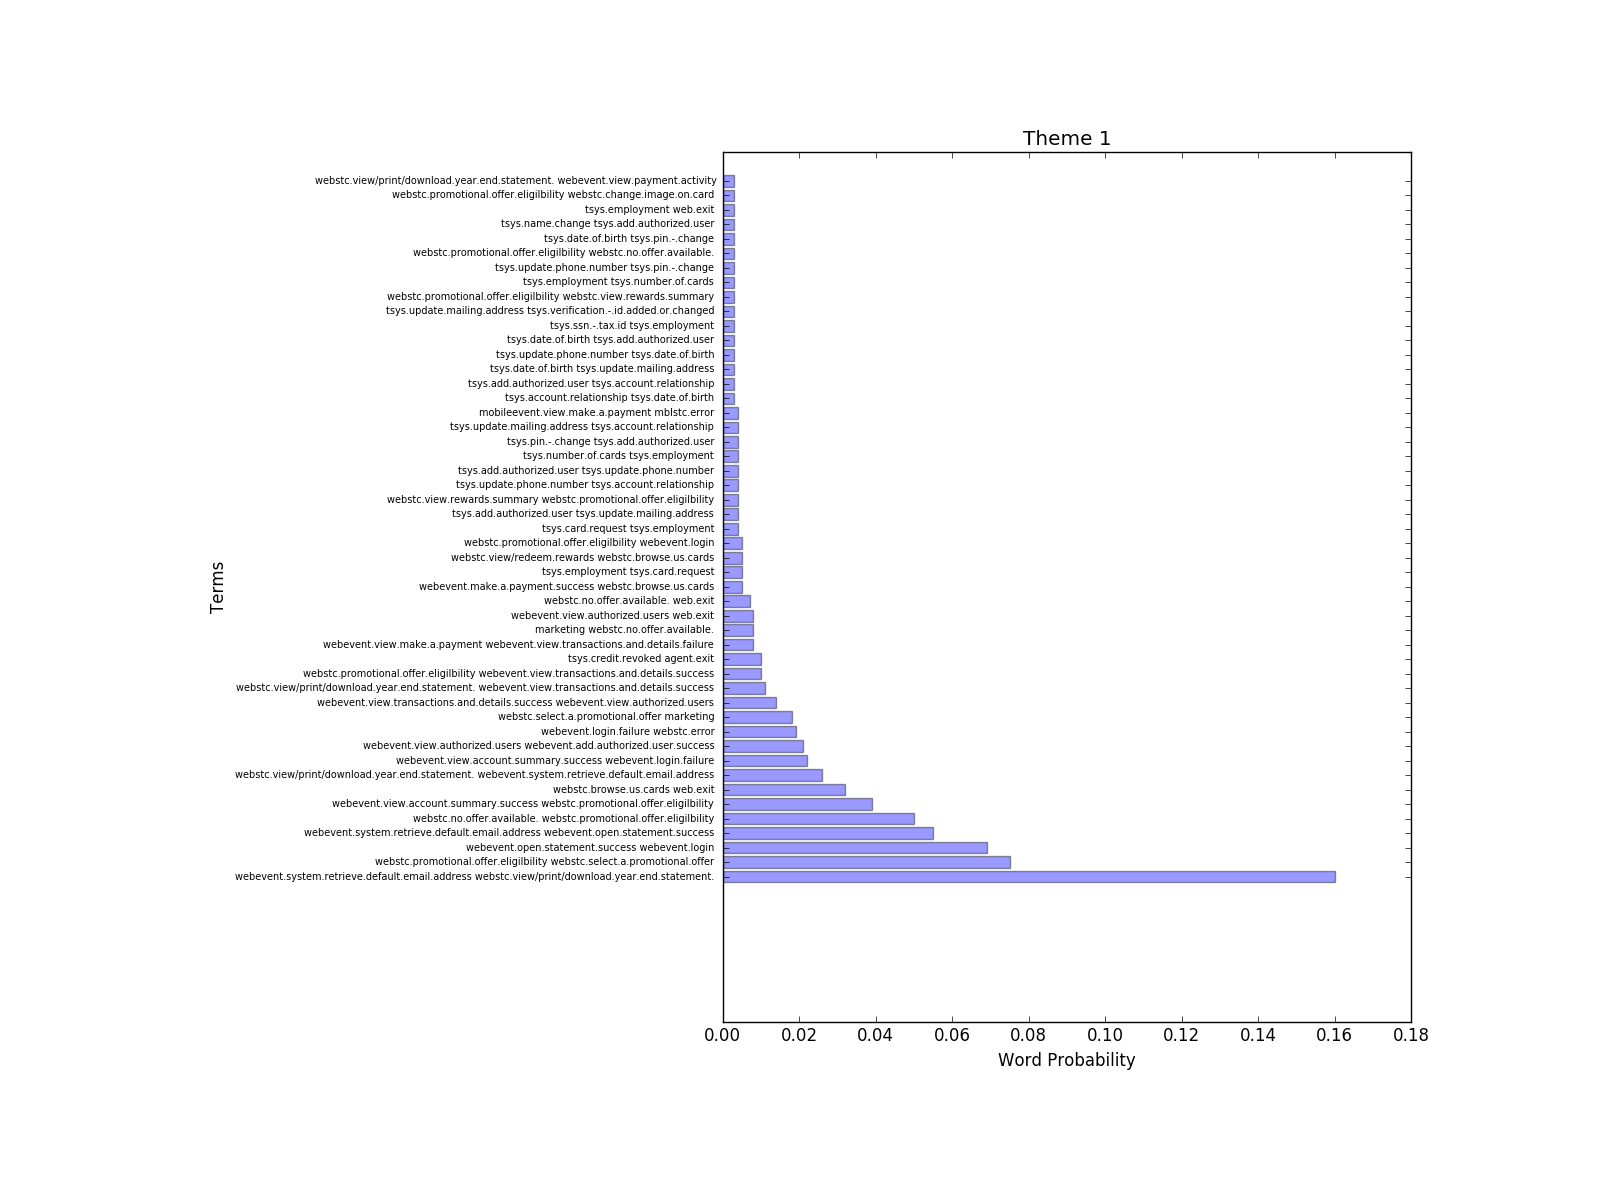 Theme 1
webstc.view/print/download.year.end.statement. webevent.view.payment.activity
webstc.promotional.offer.eligilbility webstc.change.image.on.card
tsys.employment web.exit
tsys.name.change tsys.add.authorized.user
tsys.date.of.birth tsys.pin.-.change
webstc.promotional.offer.eligilbility webstc.no.offer.available.
tsys.update.phone.number tsys.pin.-.change
tsys.employment tsys.number.of.cards
webstc.promotional.offer.eligilbility webstc.view.rewards.summary
tsys.update.mailing.address tsys.verification.-.id.added.or.changed
tsys.ssn.-.tax.id tsys.employment
tsys.date.of.birth tsys.add.authorized.user
tsys.update.phone.number tsys.date.of.birth
tsys.date.of.birth tsys.update.mailing.address
tsys.add.authorized.user tsys.account.relationship
tsys.account.relationship tsys.date.of.birth
mobileevent.view.make.a.payment mblstc.error
tsys.update.mailing.address tsys.account.relationship
tsys.pin.-.change tsys.add.authorized.user
tsys.number.of.cards tsys.employment
tsys.add.authorized.user tsys.update.phone.number
tsys.update.phone.number tsys.account.relationship
webstc.view.rewards.summary webstc.promotional.offer.eligilbility
tsys.add.authorized.user tsys.update.mailing.address
tsys.card.request tsys.employment
webstc.promotional.offer.eligilbility webevent.login
webstc.view/redeem.rewards webstc.browse.us.cards
tsys.employment tsys.card.request
webevent.make.a.payment.success webstc.browse.us.cards
webstc.no.offer.available. web.exit
webevent.view.authorized.users web.exit
marketing webstc.no.offer.available.
webevent.view.make.a.payment webevent.view.transactions.and.details.failure
tsys.credit.revoked agent.exit
webstc.promotional.offer.eligilbility webevent.view.transactions.and.details.success
webstc.view/print/download.year.end.statement. webevent.view.transactions.and.details.success
webevent.view.transactions.and.details.success webevent.view.authorized.users
webstc.select.a.promotional.offer marketing
webevent.login.failure webstc.error
webevent.view.authorized.users webevent.add.authorized.user.success
webevent.view.account.summary.success webevent.login.failure
webstc.view/print/download.year.end.statement. webevent.system.retrieve.default.email.address
webstc.browse.us.cards web.exit
webevent.view.account.summary.success webstc.promotional.offer.eligilbility
webstc.no.offer.available. webstc.promotional.offer.eligilbility
webevent.system.retrieve.default.email.address webevent.open.statement.success
webevent.open.statement.success webevent.login
webstc.promotional.offer.eligilbility webstc.select.a.promotional.offer
webevent.system.retrieve.default.email.address webstc.view/print/download.year.end.statement.
Terms
0.00 0.02 0.04 0.06 0.08 0.10 0.12 0.14 0.16 0.18
Word Probability